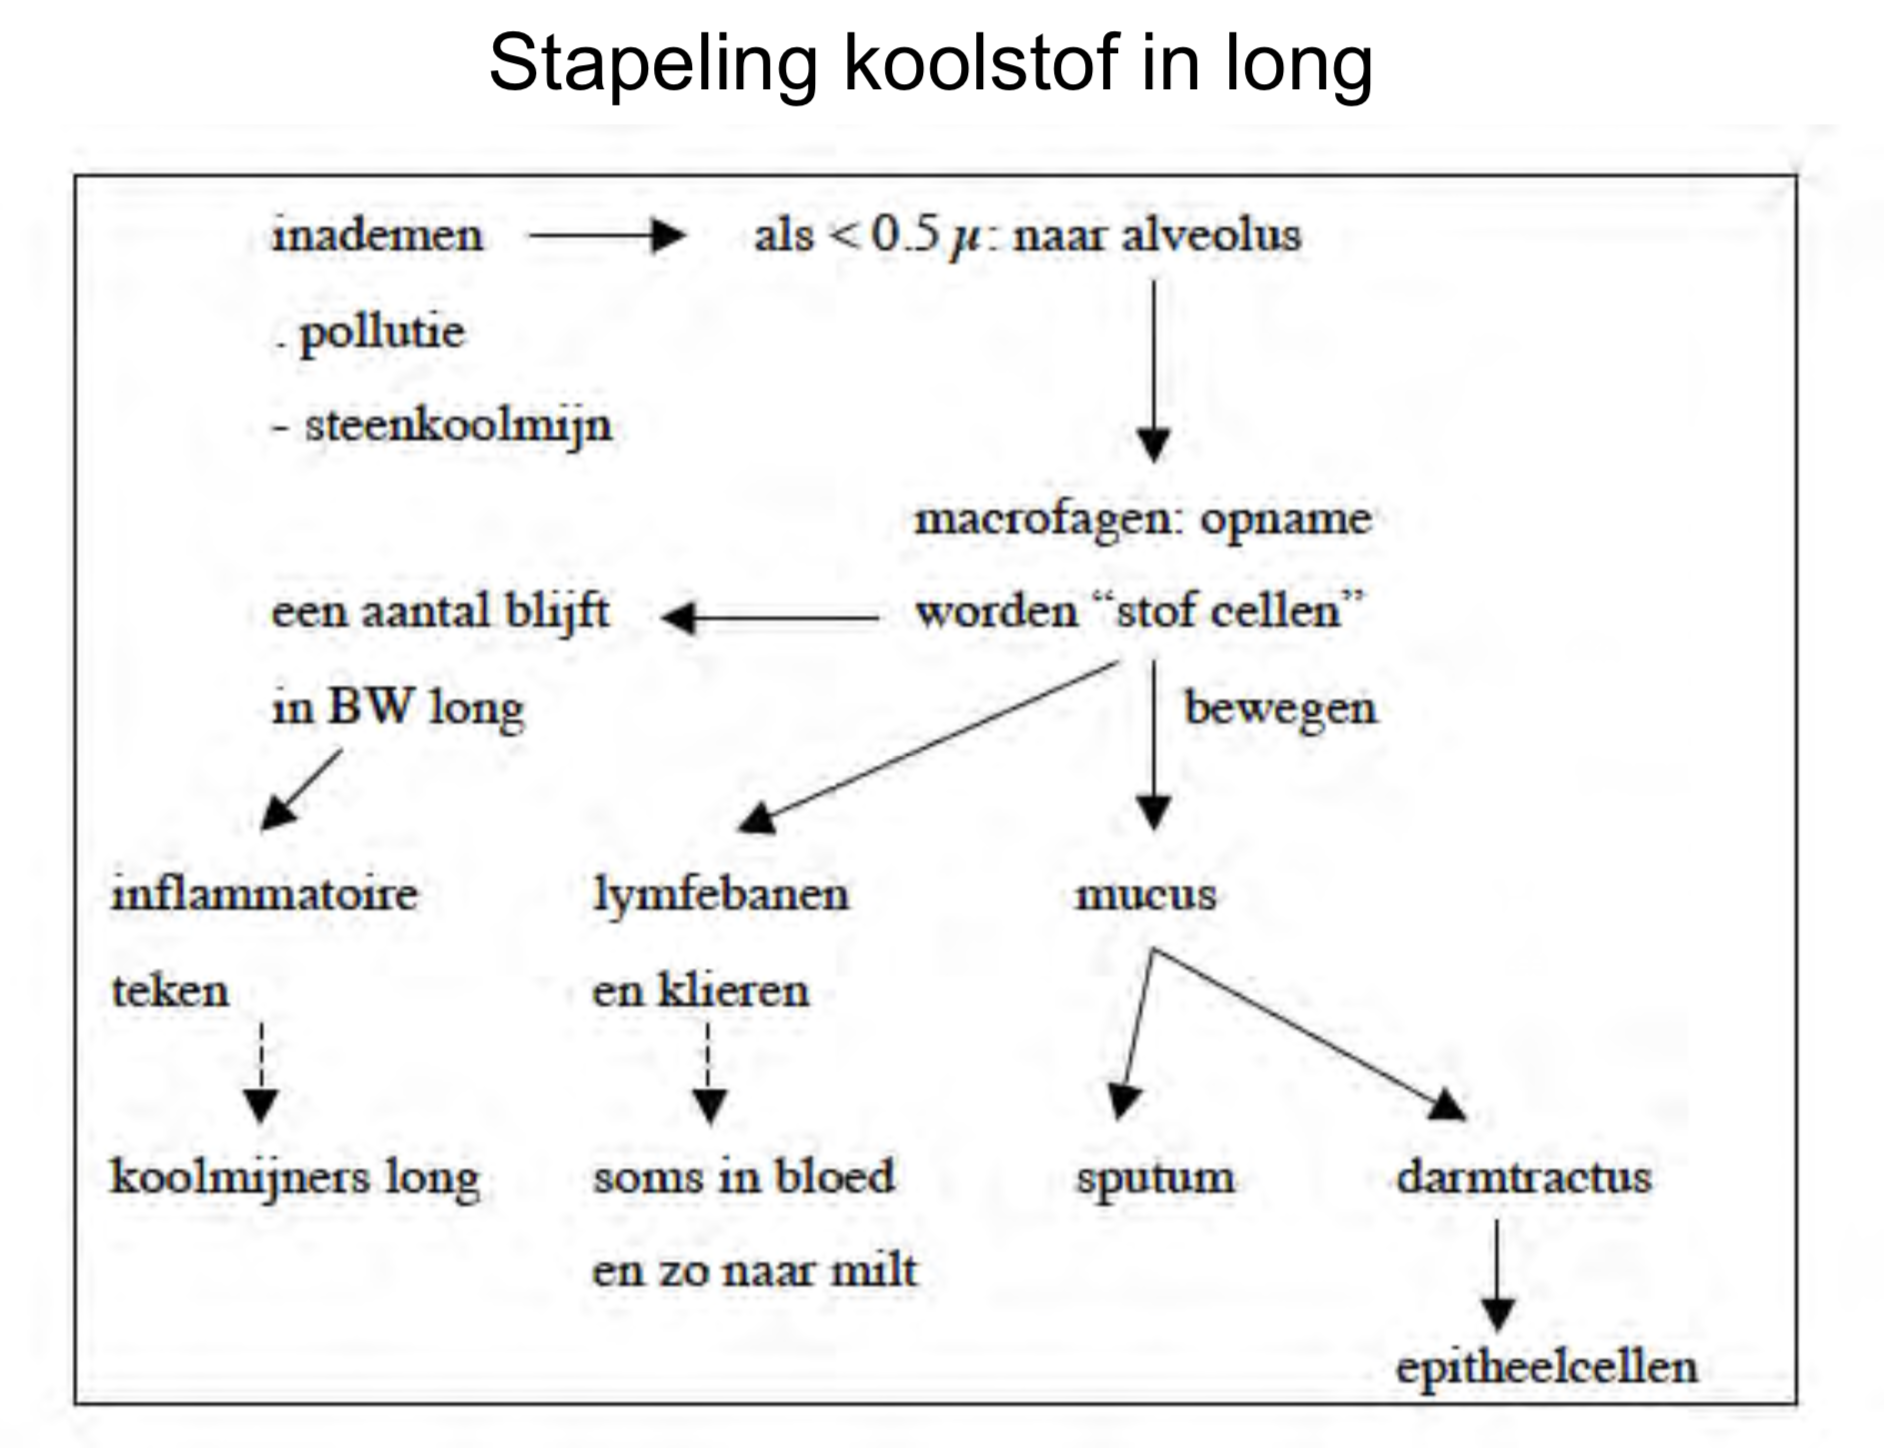 Stapeling koolstof in long
inademen
als < 0.5 µ: naar alveolus
. pollutie
- steenkoolmijn
macrofagen: opname
een aantal blijft
worden “stof cellen”
in BW long
bewegen
inflammatoire
lymfebanen
mucus
teken
en klieren
koolmijners long
soms in bloed
sputum
darmtractus
en zo naar milt
epitheelcellen